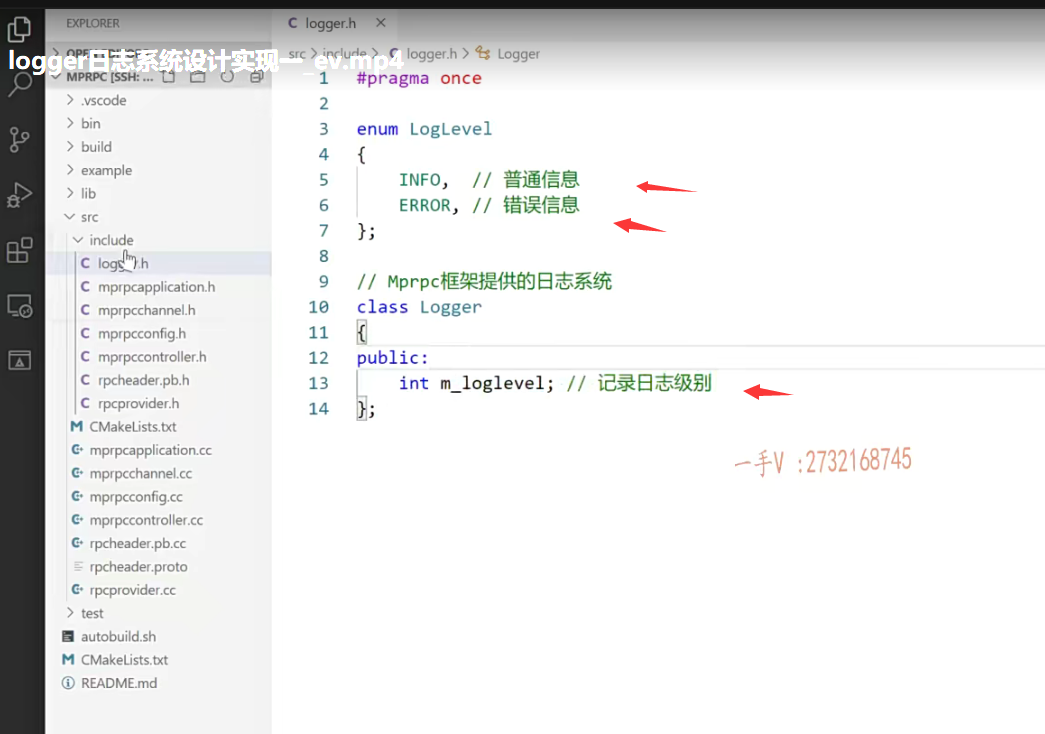 EXPLORER
logger.h
logger日志系统设计实现一_ev.mp4
src > include > logger.h > Logger
MPRPC [SSH: ...
.vscode
bin
build
example
lib
src
include
logger.h
mprpcapplication.h
mprpcchannel.h
mprpcconfig.h
mprpccontroller.h
rpcheader.pb.h
rpcprovider.h
CMakeLists.txt
mprpcapplication.cc
mprpcchannel.cc
mprpcconfig.cc
mprpccontroller.cc
rpcheader.pb.cc
rpcheader.proto
rpcprovider.cc
test
autobuild.sh
CMakeLists.txt
README.md
1 #pragma once
2
3 enum LogLevel
4 {
5 INFO, // 普通信息
6 ERROR, // 错误信息
7 };
8
9 // Mprpc框架提供的日志系统
10 class Logger
11 {
12 public:
13 int m_loglevel; // 记录日志级别
14 };
一手V :2732168745